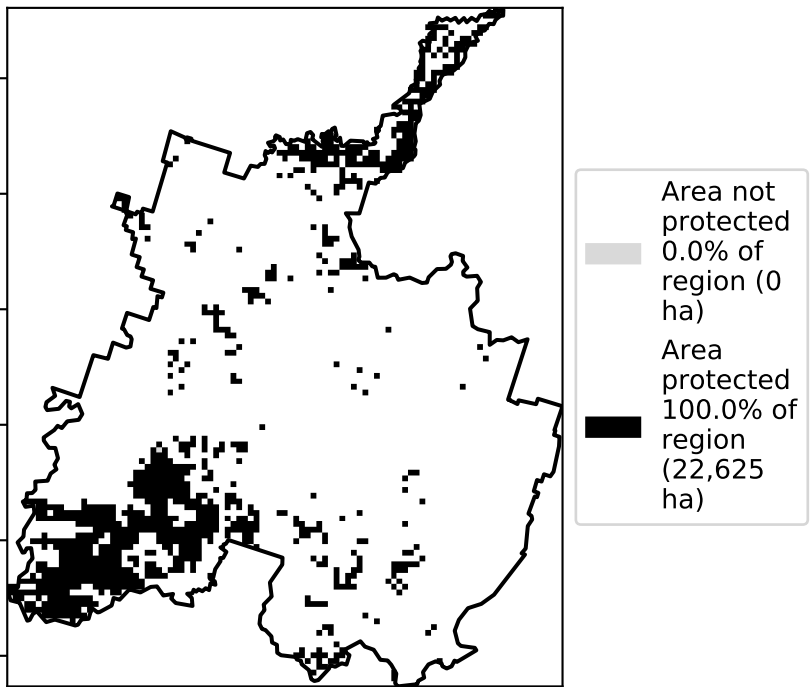 Area not
protected
0.0% of
region (0
ha)
Area
protected
100.0% of
region
(22,625
ha)